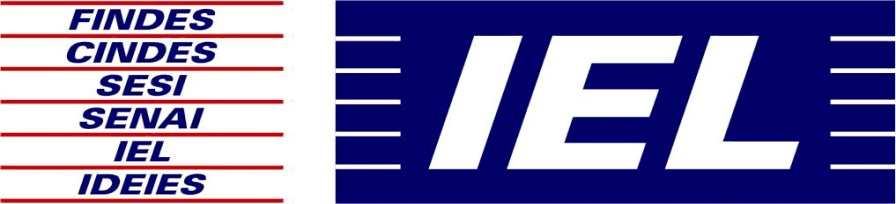 FINDES
CINDES
SESI
SENAI
IEL
IDEIES
IEL